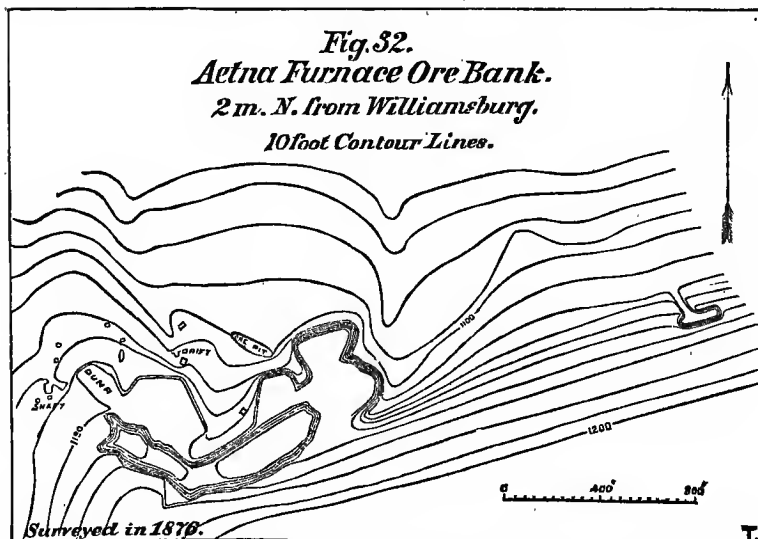 Fig. 32.
Aetna Furnace Ore Bank.
2 m. N. from Williamsburg.
10 foot Contour Lines.
1100
ORE PIT
DRIFT
DUMP
SHAFT
1150
1200
0 400' 800'
Surveyed in 1876.
T.